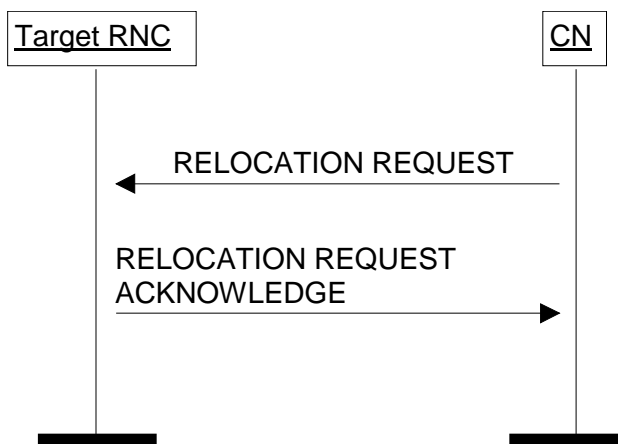 Target RNC
CN
RELOCATION REQUEST
RELOCATION REQUEST
ACKNOWLEDGE